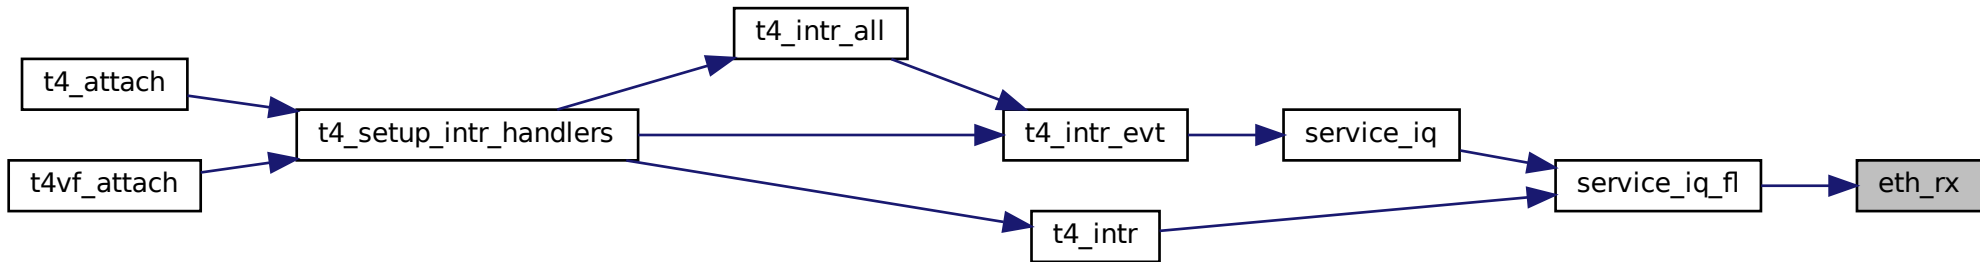 t4_intr_all
t4_attach
t4_setup_intr_handlers
t4_intr_evt
service_iq
t4vf_attach
service_iq_fl
eth_rx
t4_intr